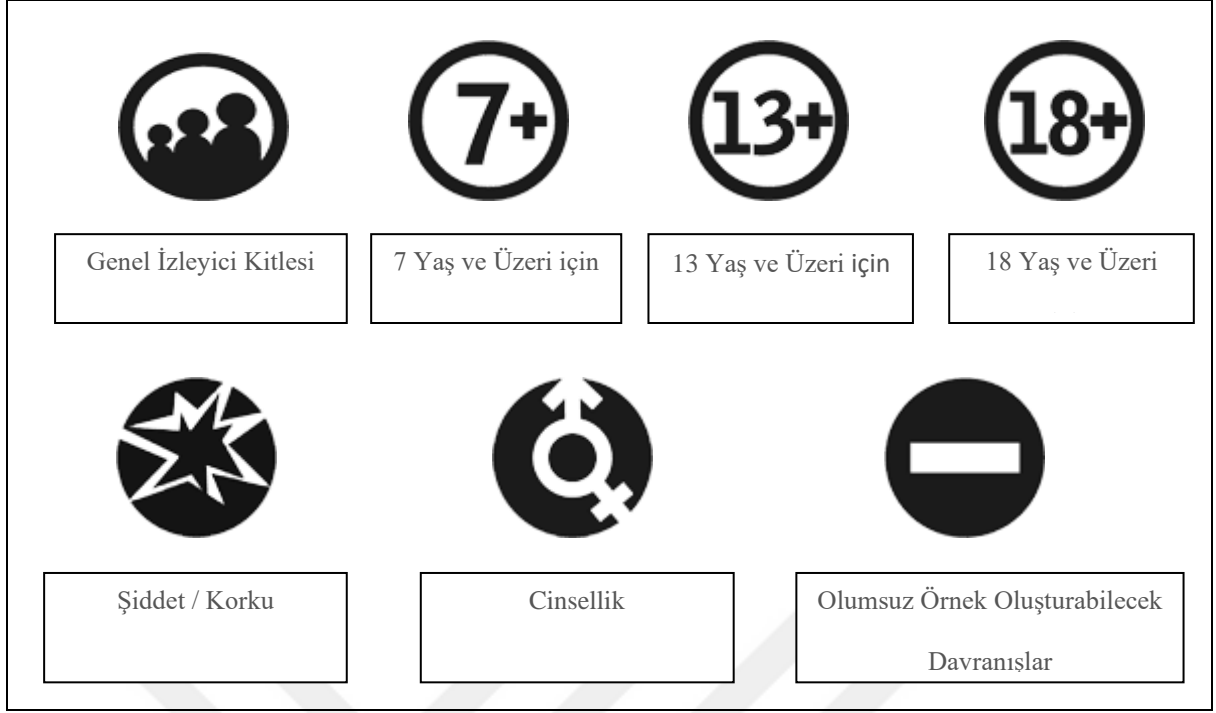 7+ 13+ 18+
Genel İzleyici Kitlesi
7 Yaş ve Üzeri için
13 Yaş ve Üzeri için
18 Yaş ve Üzeri
Şiddet / Korku
Cinsellik
Olumsuz Örnek Oluşturabilecek
Davranışlar